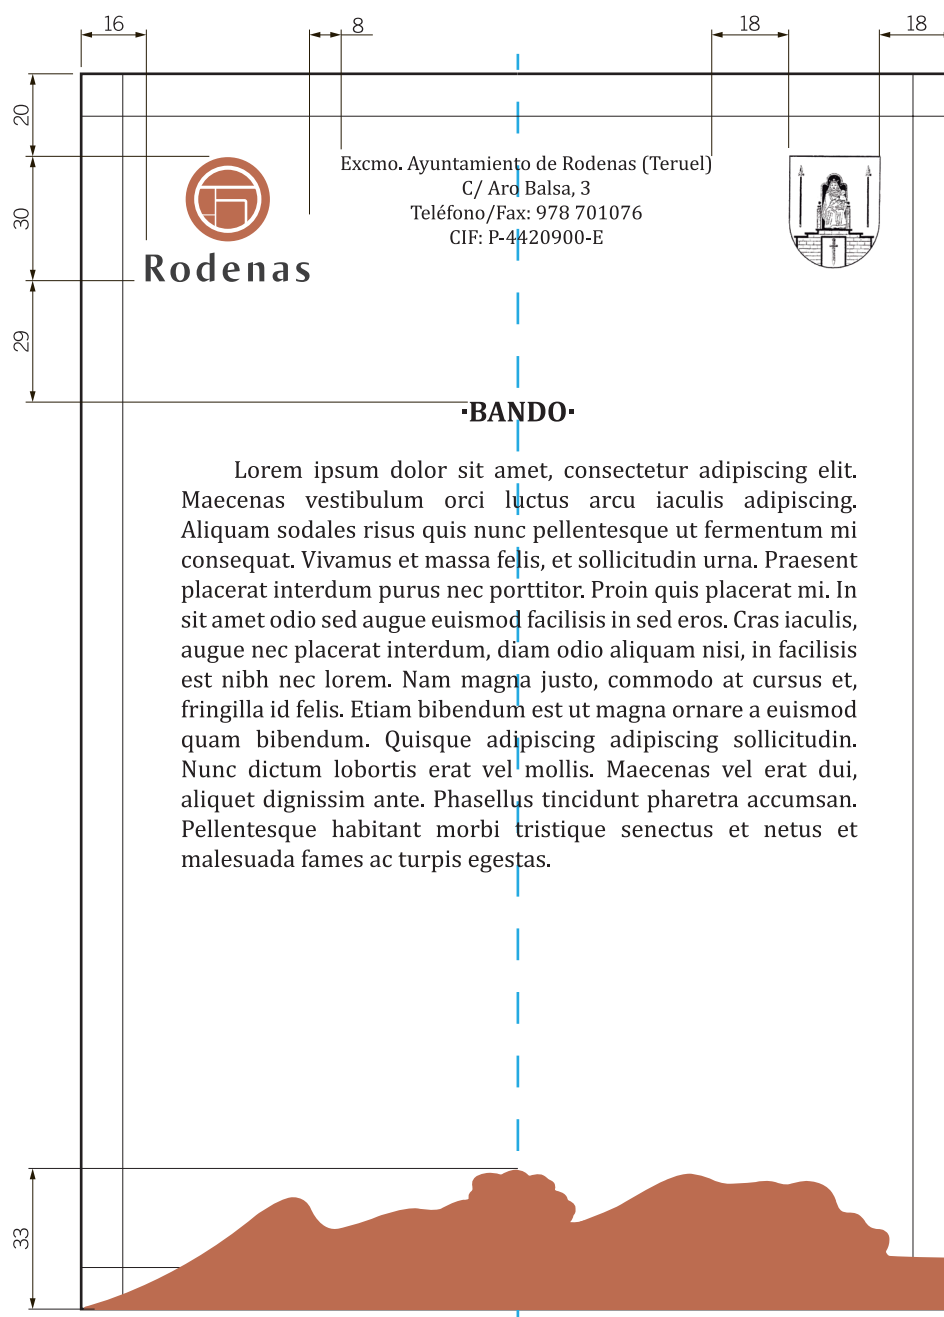 16 8 18 18
20
Excmo. Ayuntamiento de Rodenas (Teruel)
C/ Aro Balsa, 3
Teléfono/Fax: 978 701076
CIF: P-4420900-E
30
Rodenas
29
·BANDO·
Lorem ipsum dolor sit amet, consectetur adipiscing elit.
Maecenas vestibulum orci luctus arcu iaculis adipiscing.
Aliquam sodales risus quis nunc pellentesque ut fermentum mi
consequat. Vivamus et massa felis, et sollicitudin urna. Praesent
placerat interdum purus nec porttitor. Proin quis placerat mi. In
sit amet odio sed augue euismod facilisis in sed eros. Cras iaculis,
augue nec placerat interdum, diam odio aliquam nisi, in facilisis
est nibh nec lorem. Nam magna justo, commodo at cursus et,
fringilla id felis. Etiam bibendum est ut magna ornare a euismod
quam bibendum. Quisque adipiscing adipiscing sollicitudin.
Nunc dictum lobortis erat vel mollis. Maecenas vel erat dui,
aliquet dignissim ante. Phasellus tincidunt pharetra accumsan.
Pellentesque habitant morbi tristique senectus et netus et
malesuada fames ac turpis egestas.
33